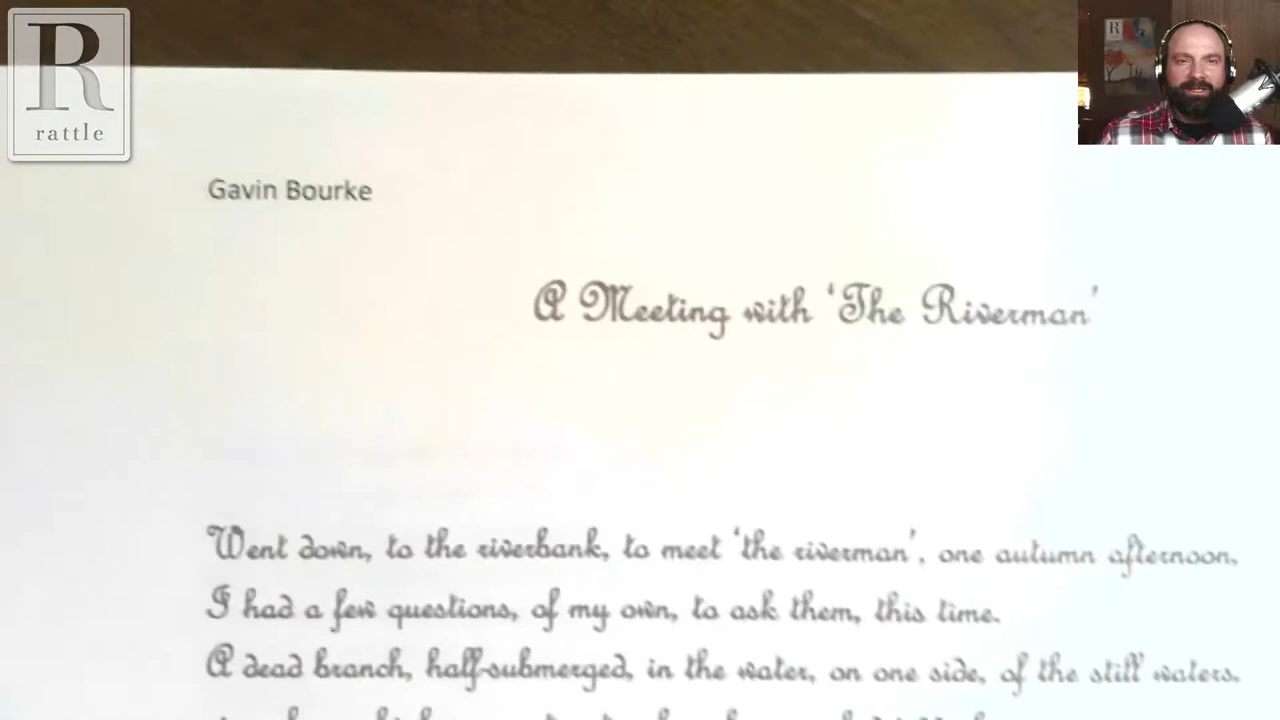 R
rattle
Gavin Bourke
A Meeting with ‘The Riverman’
Went down, to the riverbank, to meet ‘the riverman’, one autumn afternoon.
I had a few questions, of my own, to ask them, this time.
A dead branch, half-submerged, in the water, on one side, of the still waters.